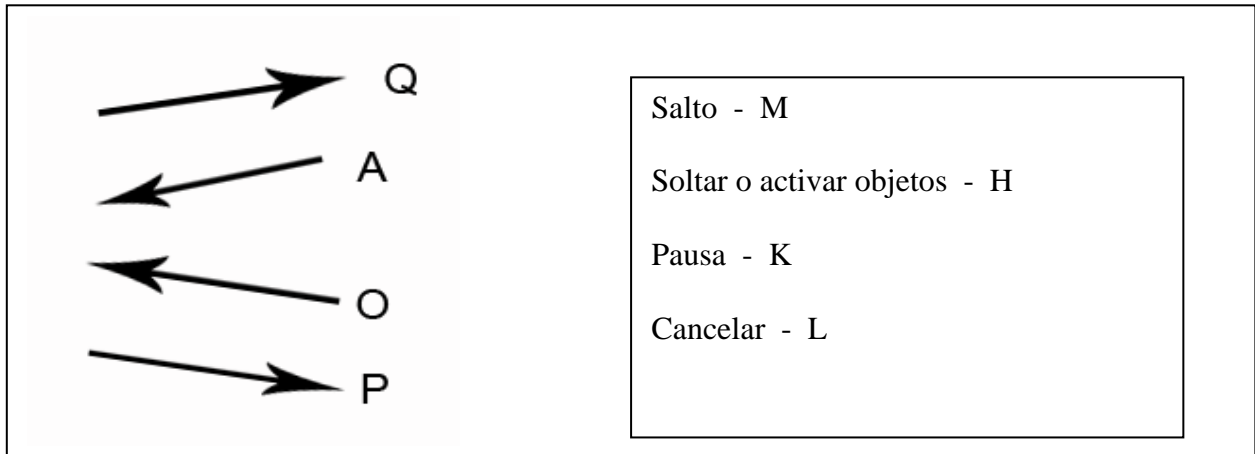 Q
A
O
P
Salto - M
Soltar o activar objetos - H
Pausa - K
Cancelar - L